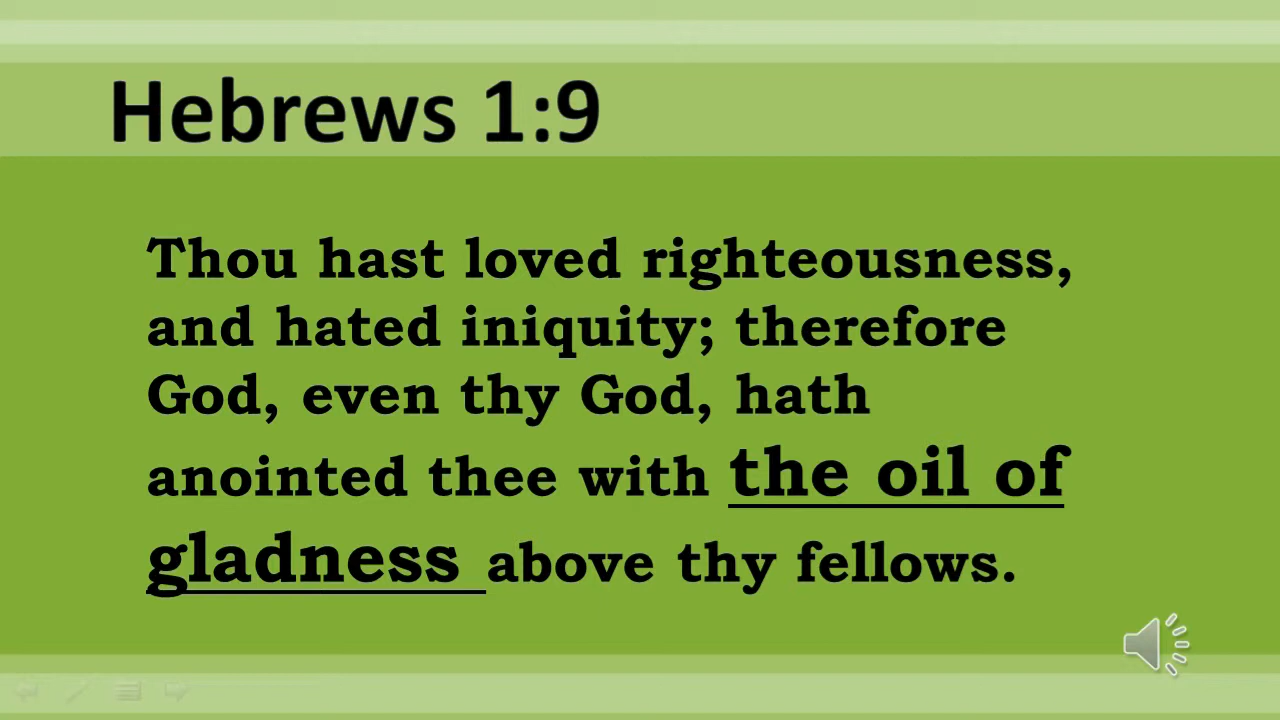 Hebrews 1:9
Thou hast loved righteousness,
and hated iniquity; therefore
God, even thy God, hath
anointed thee with the oil of
gladness above thy fellows.